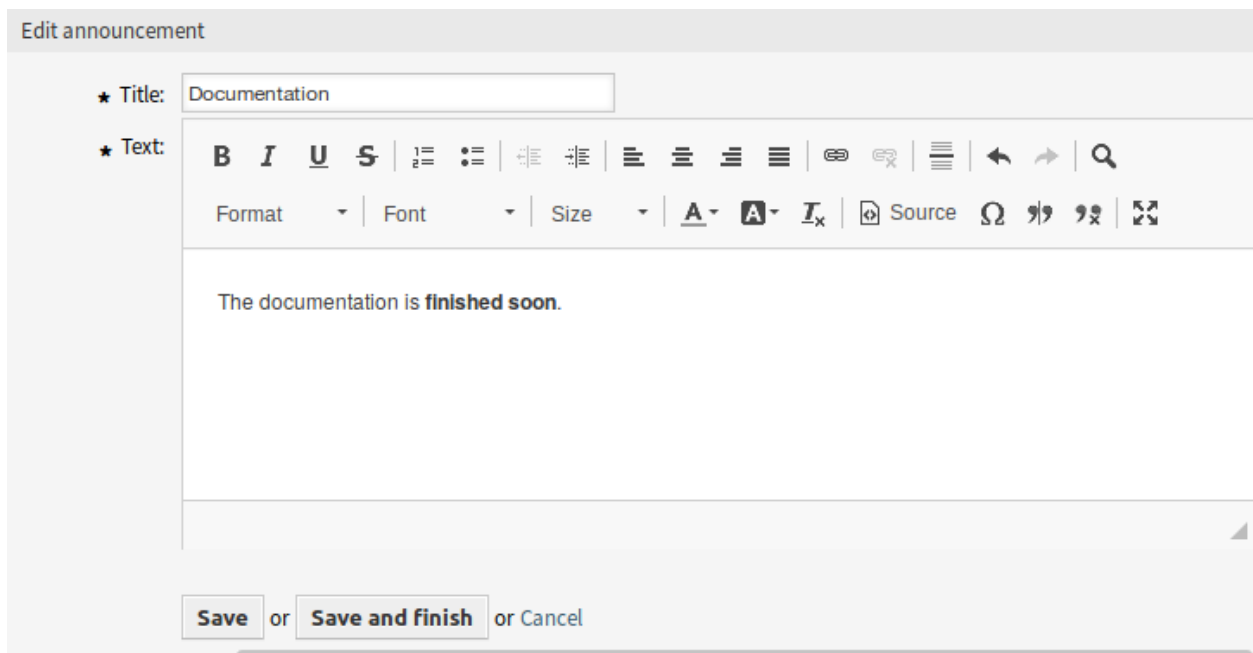 Edit announcement
★ Title: Documentation
★ Text:
B I U S
Format Font Size A A Ix Source Ω
The documentation is finished soon.
Save or Save and finish or Cancel